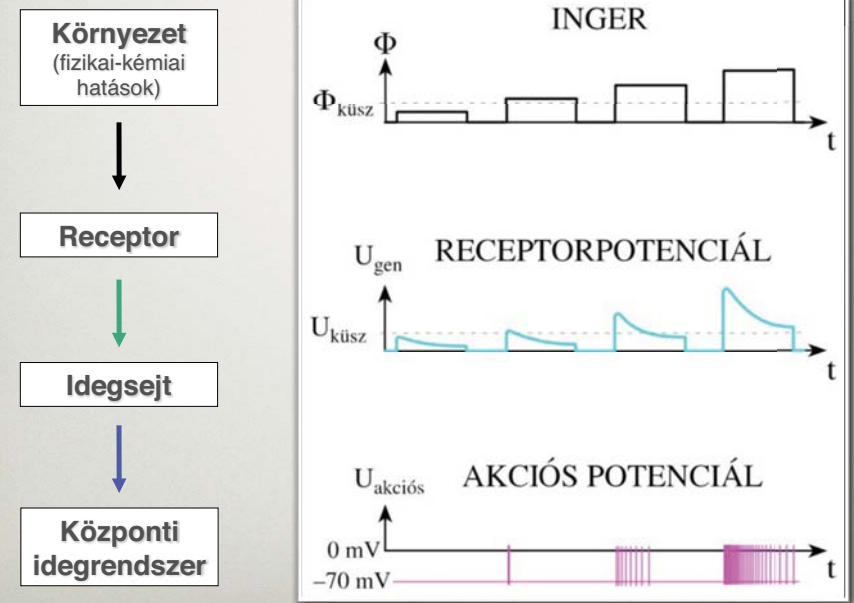 Környezet
(fizikai-kémiai
hatások)
Receptor
Idegsejt
Központi
idegrendszer
INGER
Φ
Φküsz
t
Ugen
RECEPTORPOTENCIÁL
Uküsz
t
Uakciós
AKCIÓS POTENCIÁL
0 mV
t
–70 mV